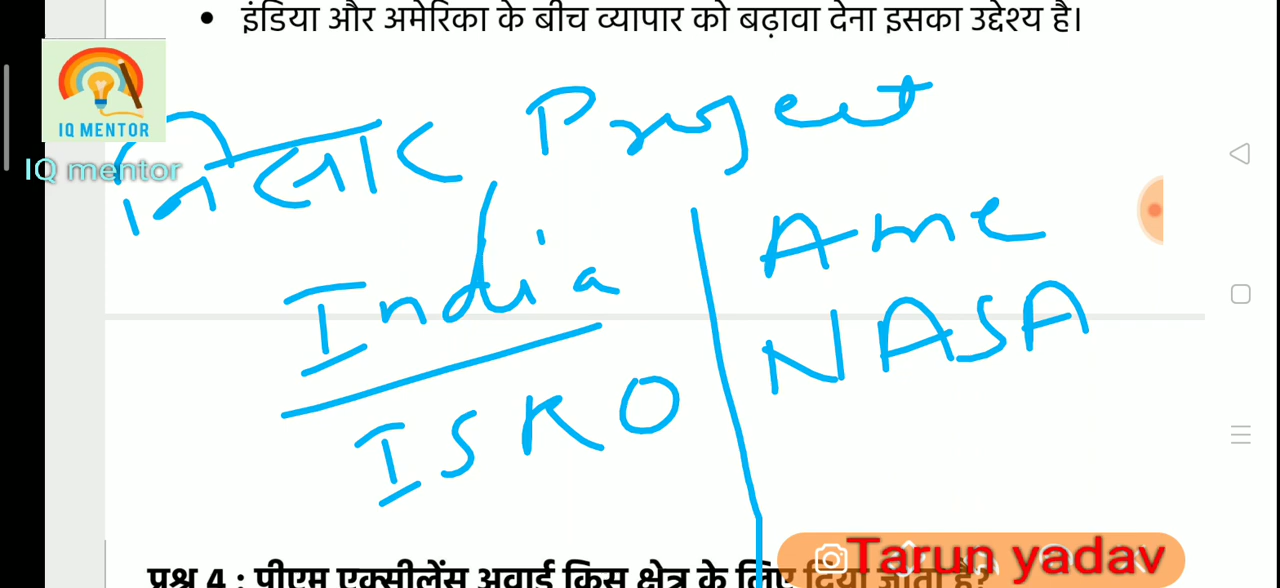 इंडिया और अमेरिका के बीच व्यापार को बढ़ावा देना इसका उद्देश्य है।
IQ MENTOR
IQ mentor
निसार Project
India Ame
ISRO NASA
Tarun yadav
प्रश्न 4 : पीएम एक्सीलेंस अवार्ड किस क्षेत्र के लिए दिया जाता है?